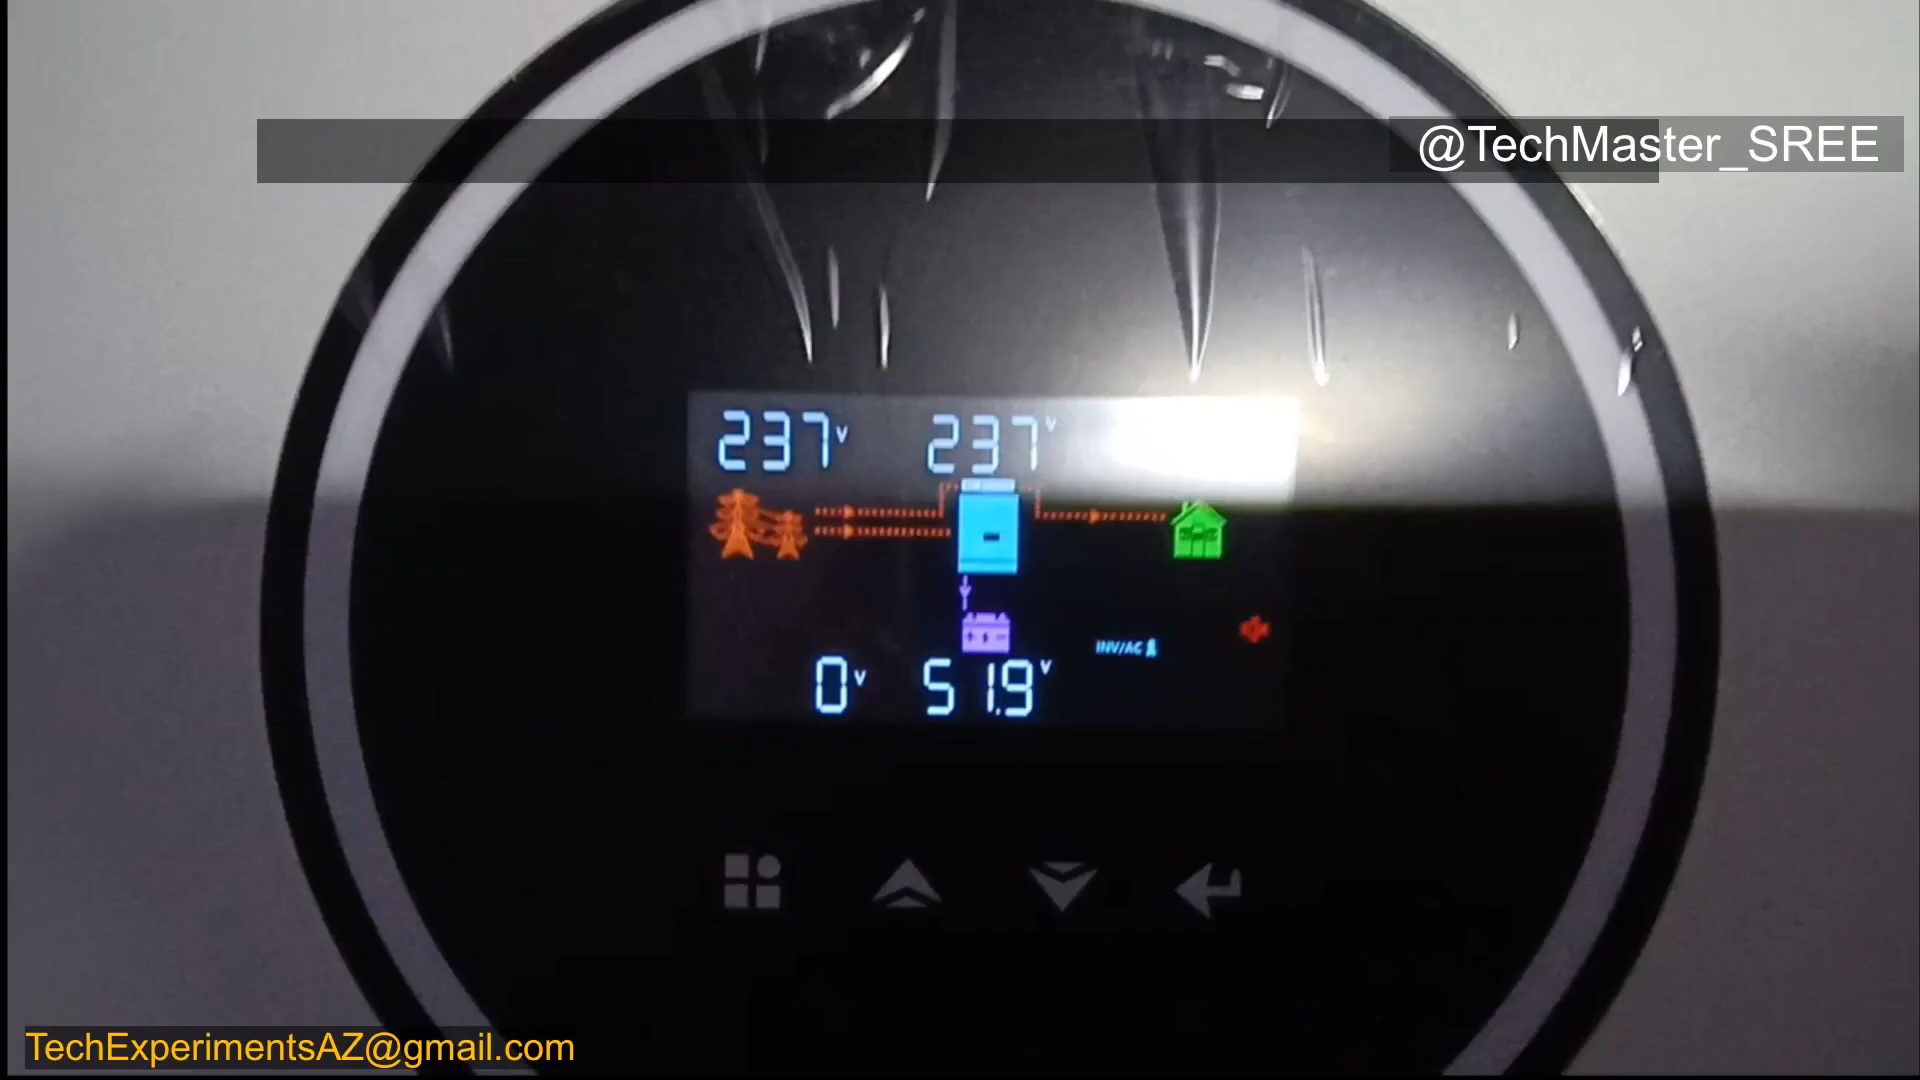 @TechMaster_SREE
237V 237V
INV/AC
0V 51.9V
TechExperimentsAZ@gmail.com